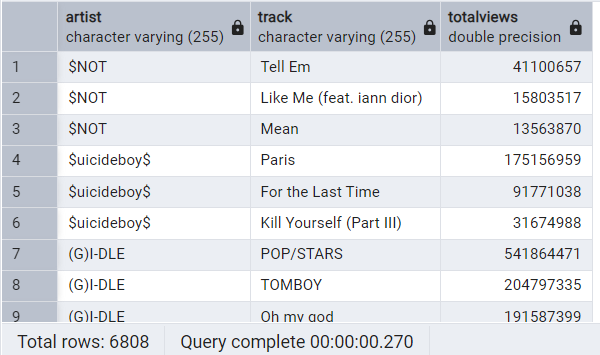 artist track totalviews
character varying (255) character varying (255) double precision
1 $NOT Tell Em 41100657
2 $NOT Like Me (feat. iann dior) 15803517
3 $NOT Mean 13563870
4 $uicideboy$ Paris 175156959
5 $uicideboy$ For the Last Time 91771038
6 $uicideboy$ Kill Yourself (Part III) 31674988
7 (G)I-DLE POP/STARS 541864471
8 (G)I-DLE TOMBOY 204797335
9 (G)I-DLE Oh my god 191587399
Total rows: 6808 Query complete 00:00:00.270